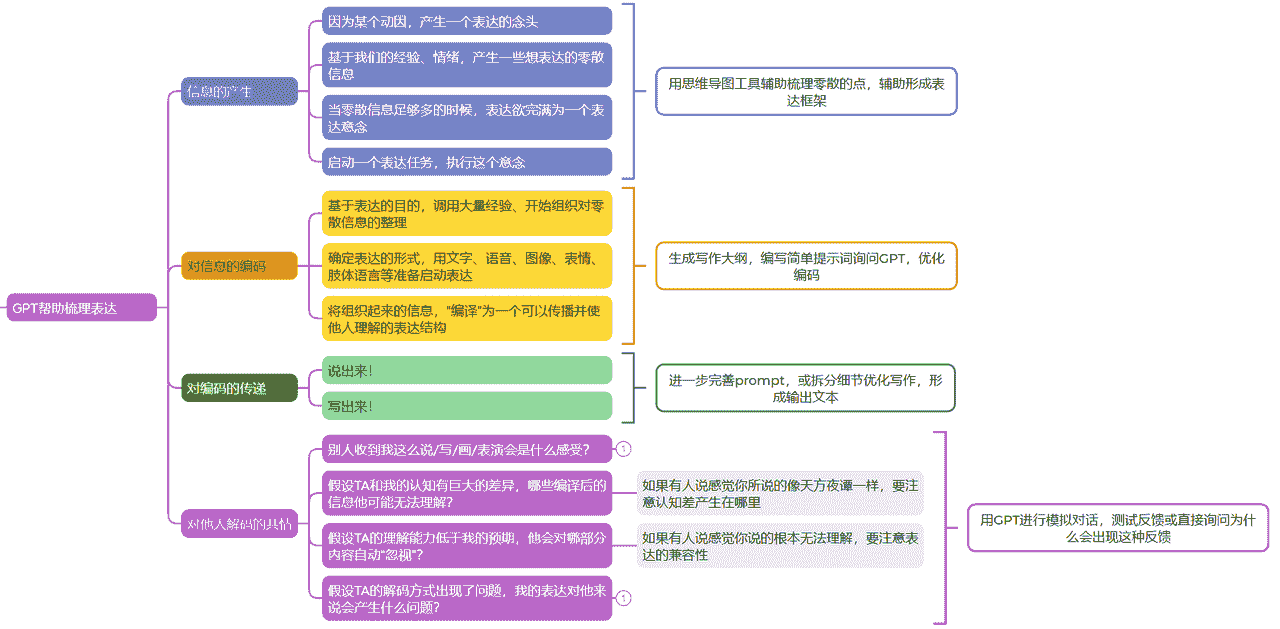 GPT帮助梳理表达
信息的产生
因为某个动因，产生一个表达的念头
基于我们的经验、情绪，产生一些想表达的零散
信息
当零散信息足够多的时候，表达欲完满为一个表
达意念
启动一个表达任务，执行这个意念
用思维导图工具辅助梳理零散的点，辅助形成表
达框架
对信息的编码
基于表达的目的，调用大量经验、开始组织对零
散信息的整理
确定表达的形式，用文字、语音、图像、表情、
肢体语言等准备启动表达
将组织起来的信息，"编译"为一个可以传播并使
他人理解的表达结构
生成写作大纲，编写简单提示词询问GPT，优化
编码
对编码的传递
说出来！
写出来！
进一步完善prompt，或拆分细节优化写作，形
成输出文本
对他人解码的共情
别人收到我这么说/写/画/表演会是什么感受？
1
假设TA和我的认知有巨大的差异，哪些编译后的
信息他可能无法理解？
如果有人说感觉你所说的像天方夜谭一样，要注
意认知差产生在哪里
假设TA的理解能力低于我的预期，他会对哪部分
内容自动"忽视"？
如果有人说感觉你说的根本无法理解，要注意表
达的兼容性
假设TA的解码方式出现了问题，我的表达对他来
说会产生什么问题？
1
用GPT进行模拟对话，测试反馈或直接询问为什
么会出现这种反馈